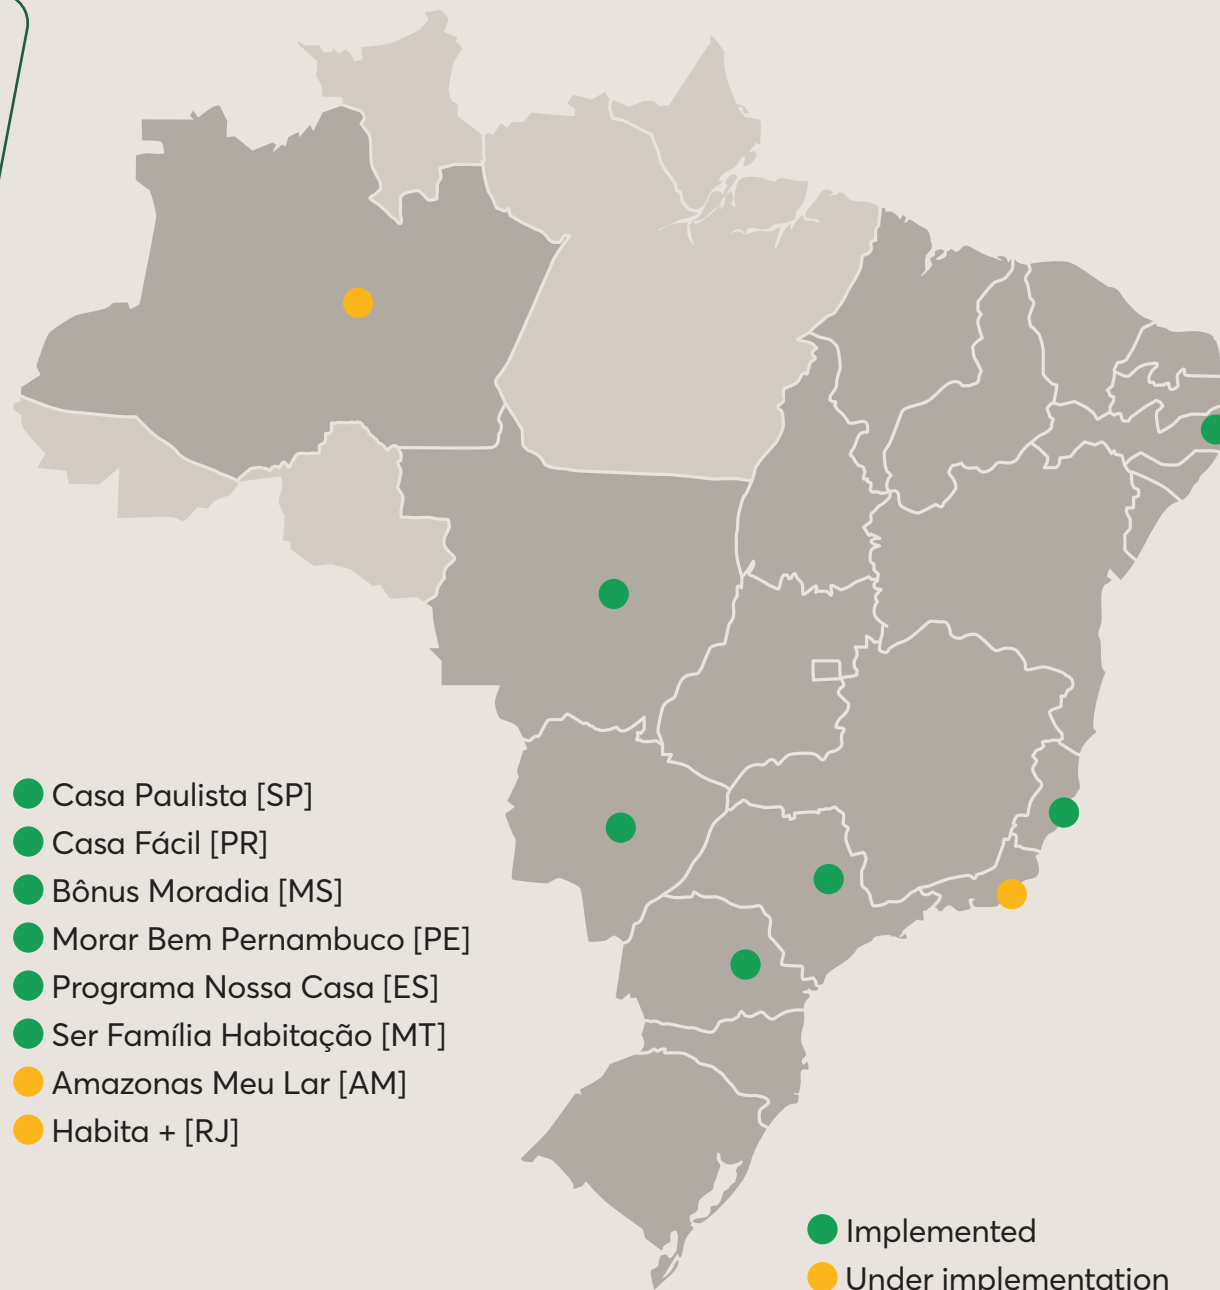 Casa Paulista [SP]
Casa Fácil [PR]
Bônus Moradia [MS]
Morar Bem Pernambuco [PE]
Programa Nossa Casa [ES]
Ser Família Habitação [MT]
Amazonas Meu Lar [AM]
Habita + [RJ]
Implemented
Under implementation